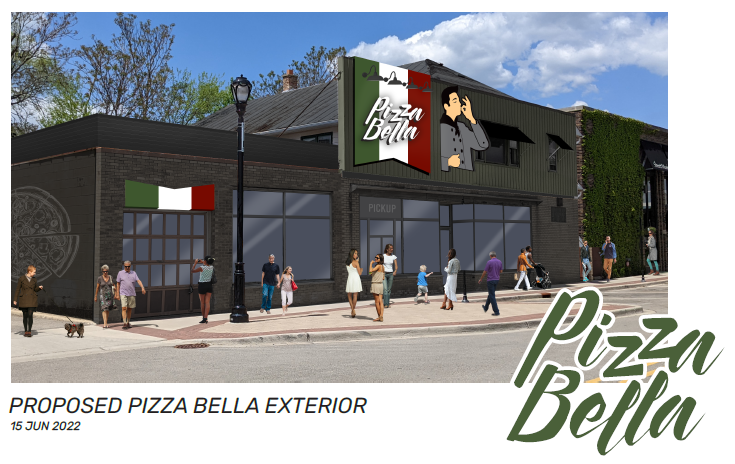 Pizza
Bella
PICKUP
Pizza
Bella
PROPOSED PIZZA BELLA EXTERIOR
15 JUN 2022